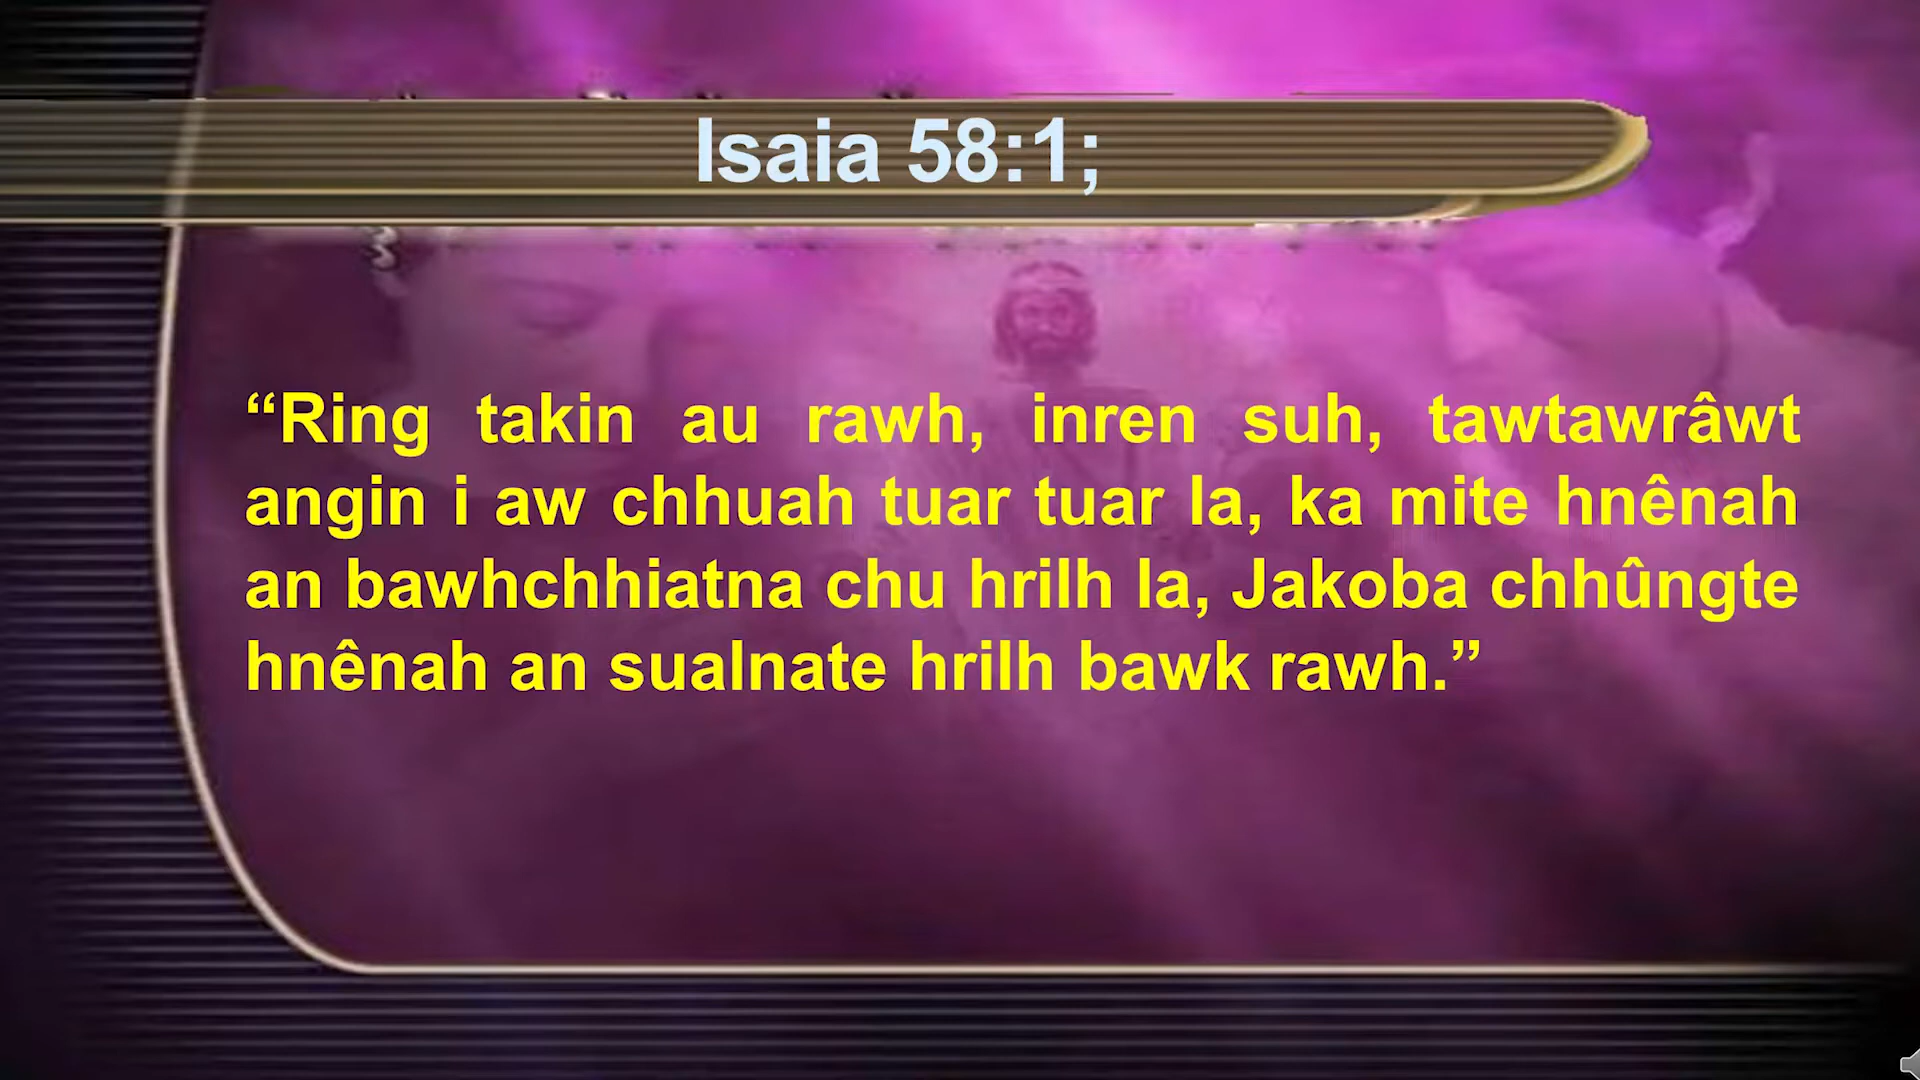 Isaia 58:1;
“Ring takin au rawh, inren suh, tawtawrâwt
angin i aw chhuah tuar tuar la, ka mite hnênah
an bawhchhiatna chu hrilh la, Jakoba chhûngte
hnênah an sualnate hrilh bawk rawh.”